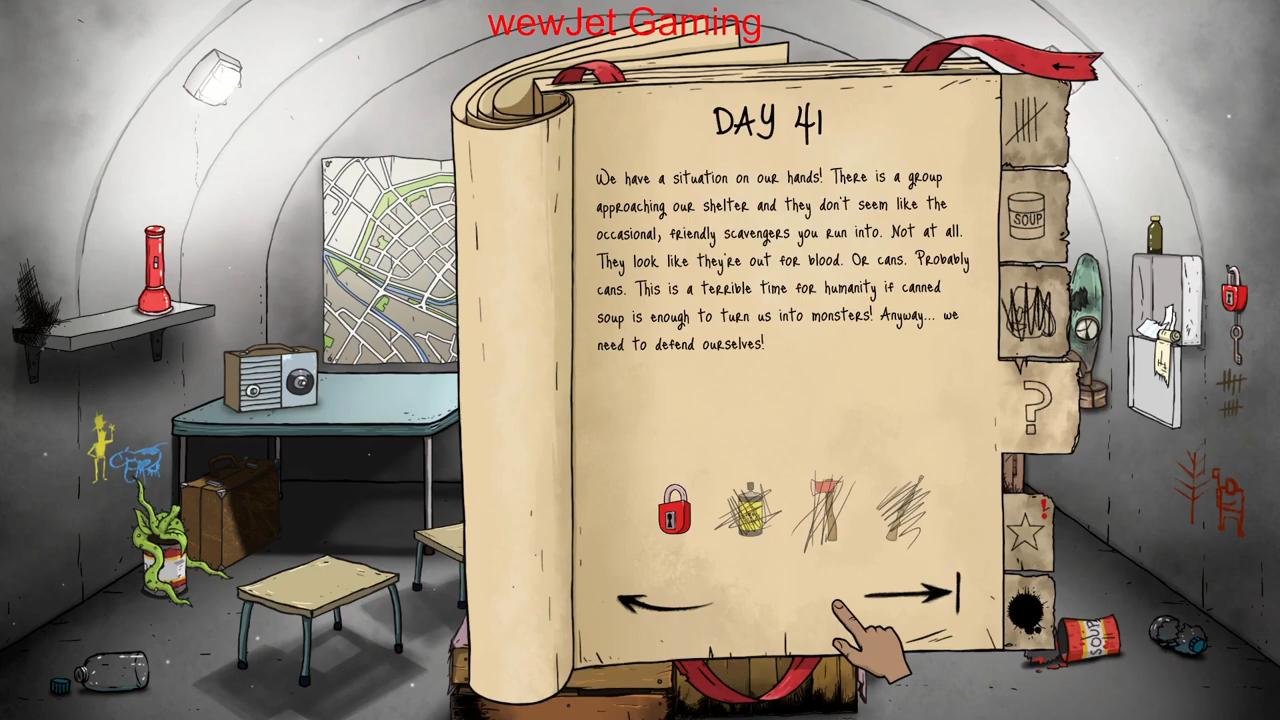 wewJet Gaming
DAY 41
We have a situation on our hands! There is a group
approaching our shelter and they don't seem like the
occasional, friendly scavengers you run into. Not at all.
They look like they're out for blood. Or cans. Probably
cans. This is a terrible time for humanity if canned
soup is enough to turn us into monsters! Anyway... we
need to defend ourselves!
SOUP
?
!
SOUP